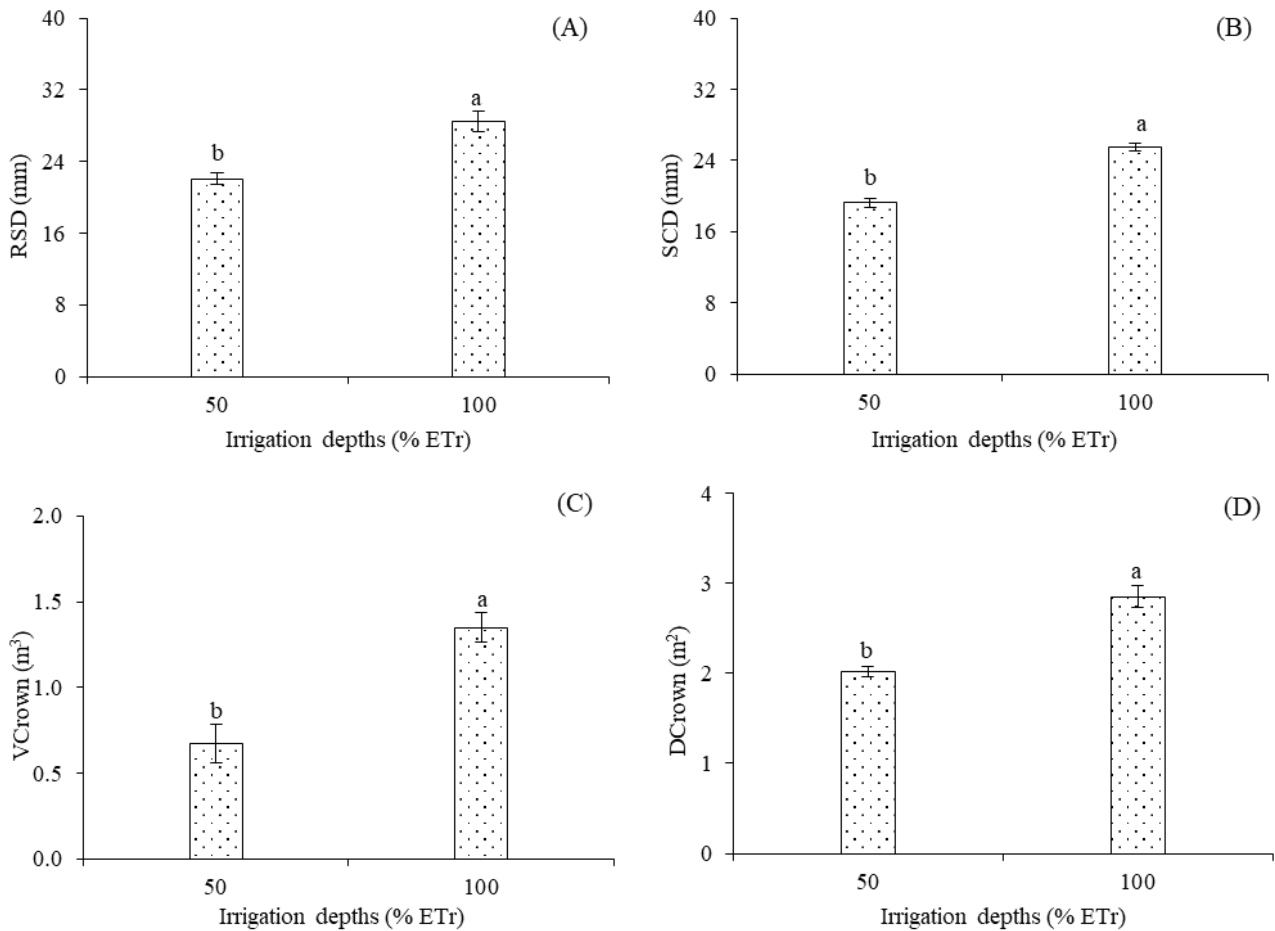 (A)
RSD (mm)
40
32
24
16
8
0
b
a
50
100
Irrigation depths (% ETr)
(B)
SCD (mm)
40
32
24
16
8
0
b
a
50
100
Irrigation depths (% ETr)
(C)
VCrown (m³)
2.0
1.5
1.0
0.5
0.0
b
a
50
100
Irrigation depths (% ETr)
(D)
DCrown (m²)
4
3
2
1
0
b
a
50
100
Irrigation depths (% ETr)